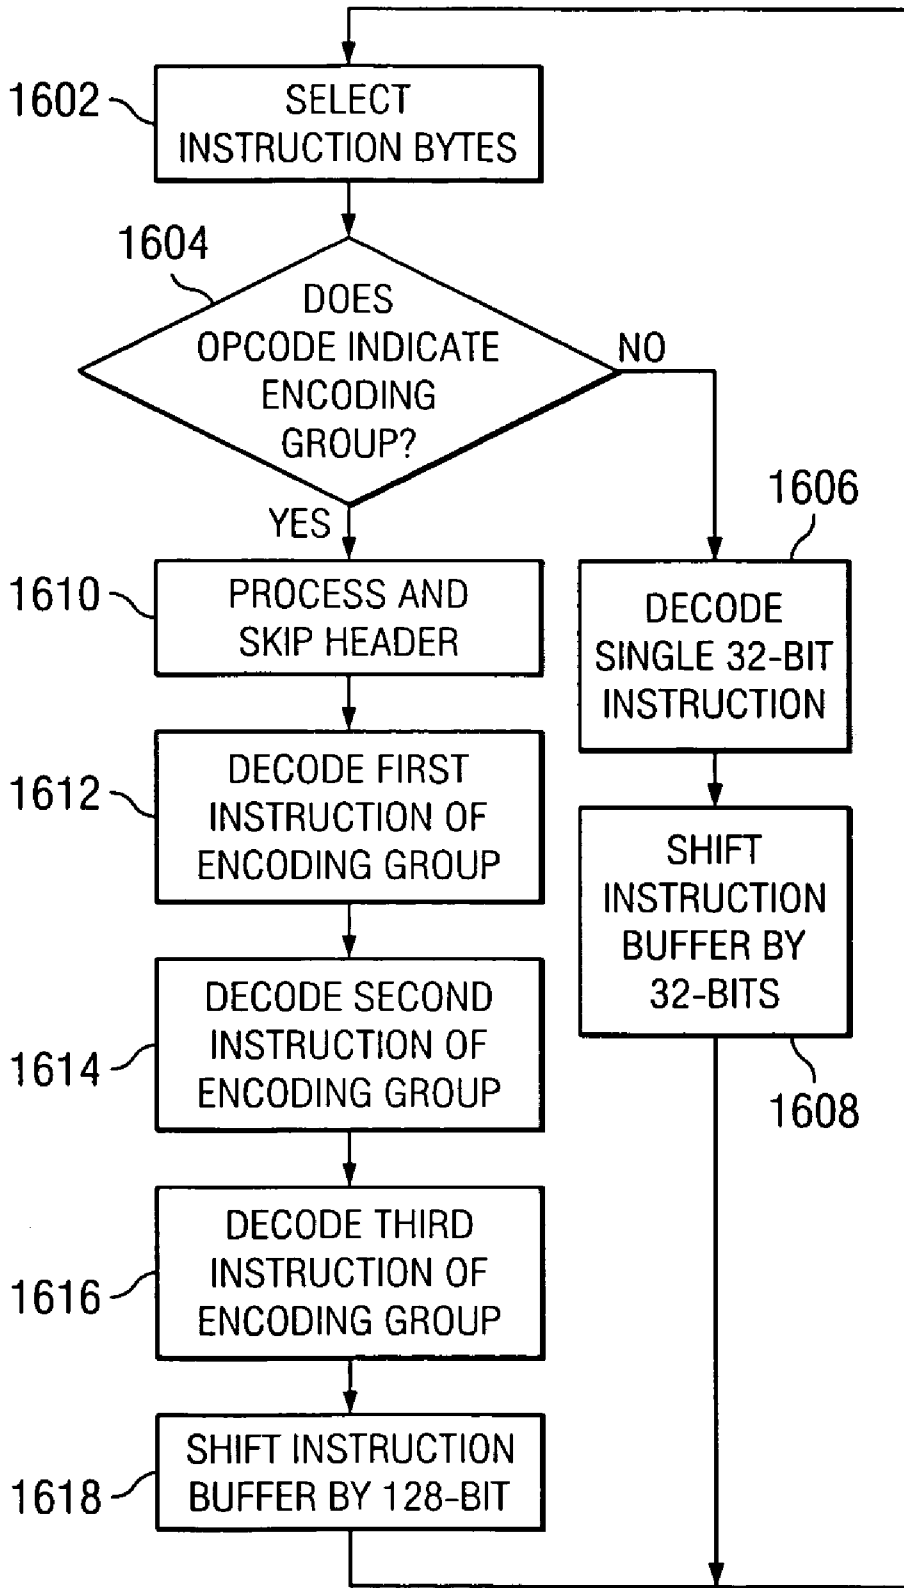 1602
SELECT
INSTRUCTION BYTES
1604
DOES
OPCODE INDICATE
ENCODING
GROUP?
NO
YES
1606
DECODE
SINGLE 32-BIT
INSTRUCTION
1610
PROCESS AND
SKIP HEADER
1612
DECODE FIRST
INSTRUCTION OF
ENCODING GROUP
SHIFT
INSTRUCTION
BUFFER BY
32-BITS
1608
1614
DECODE SECOND
INSTRUCTION OF
ENCODING GROUP
1616
DECODE THIRD
INSTRUCTION OF
ENCODING GROUP
1618
SHIFT INSTRUCTION
BUFFER BY 128-BIT